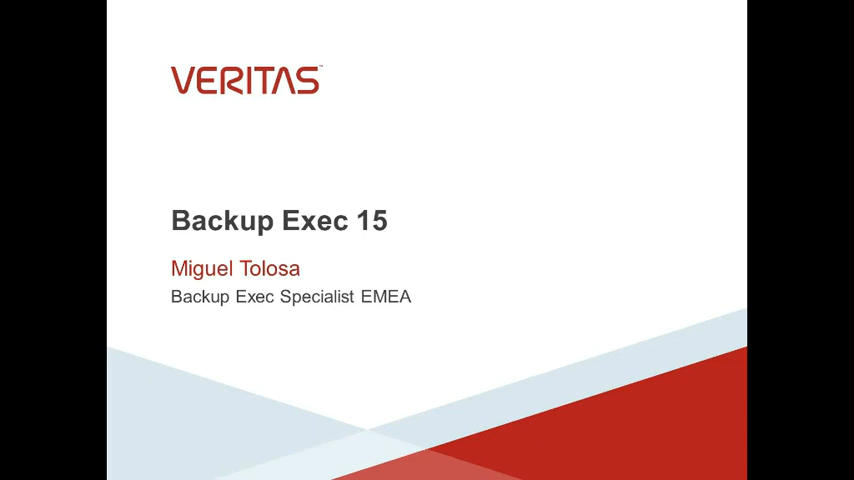 VERITAS™
Backup Exec 15
Miguel Tolosa
Backup Exec Specialist EMEA